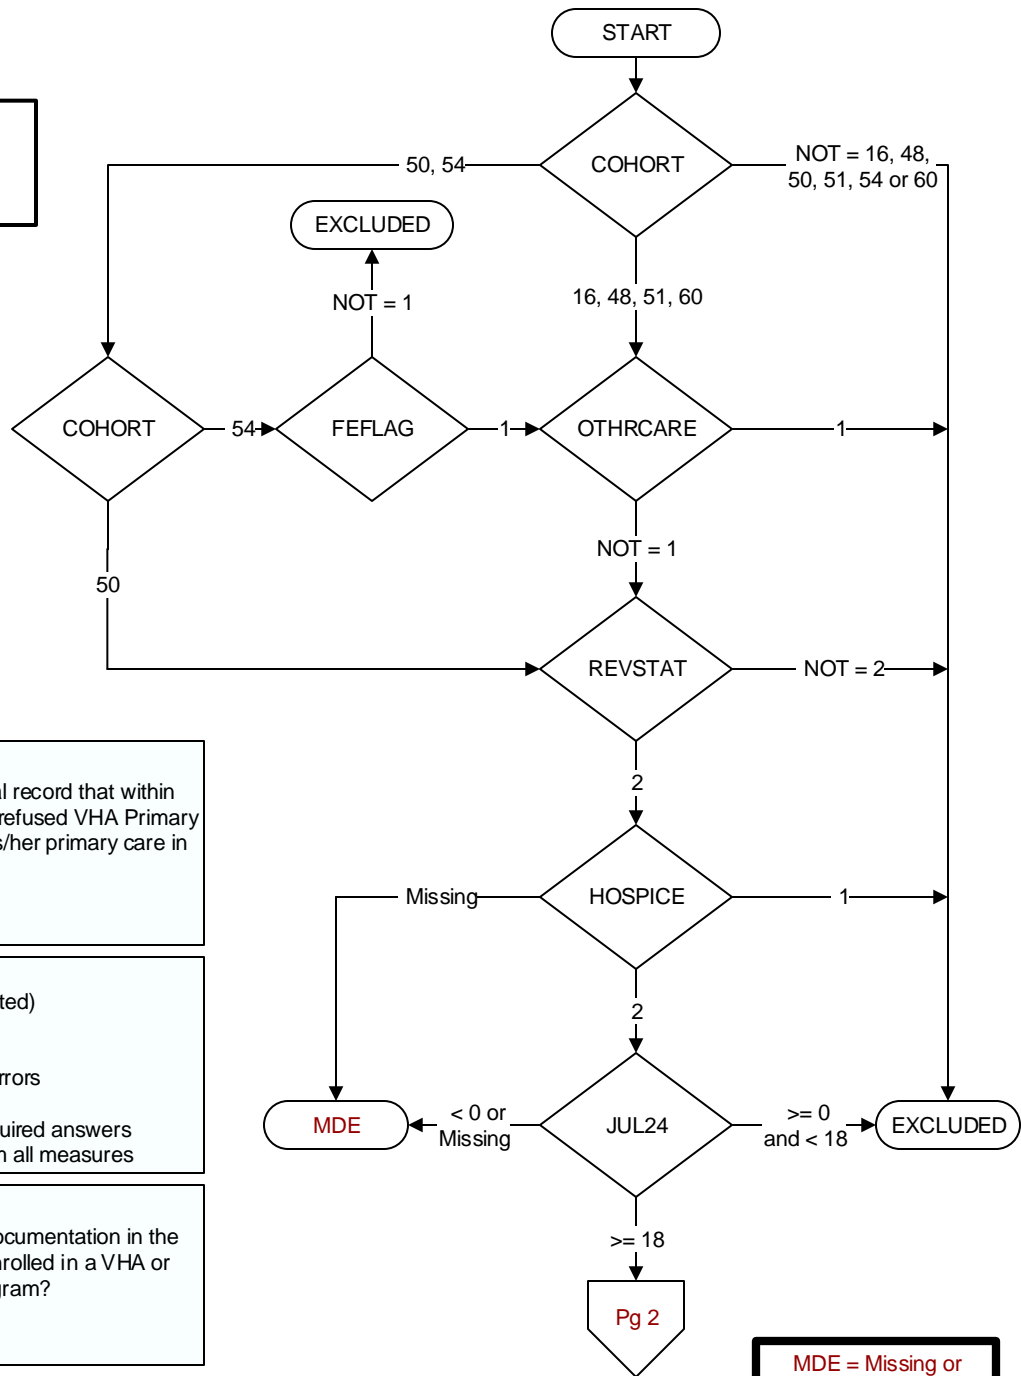 START
COHORT
50, 54
NOT = 16, 48,
50, 51, 54 or 60
EXCLUDED
NOT = 1
16, 48, 51, 60
COHORT
54
FEFLAG
1
OTHRCARE
1
NOT = 1
50
REVSTAT
NOT = 2
2
al record that within
refused VHA Primary
s/her primary care in
Missing
HOSPICE
1
2
ted)
rrors
uired answers
m all measures
MDE
< 0 or
Missing
JUL24
>= 0
and < 18
EXCLUDED
ocumentation in the
nrolled in a VHA or
gram?
>= 18
Pg 2
MDE = Missing or